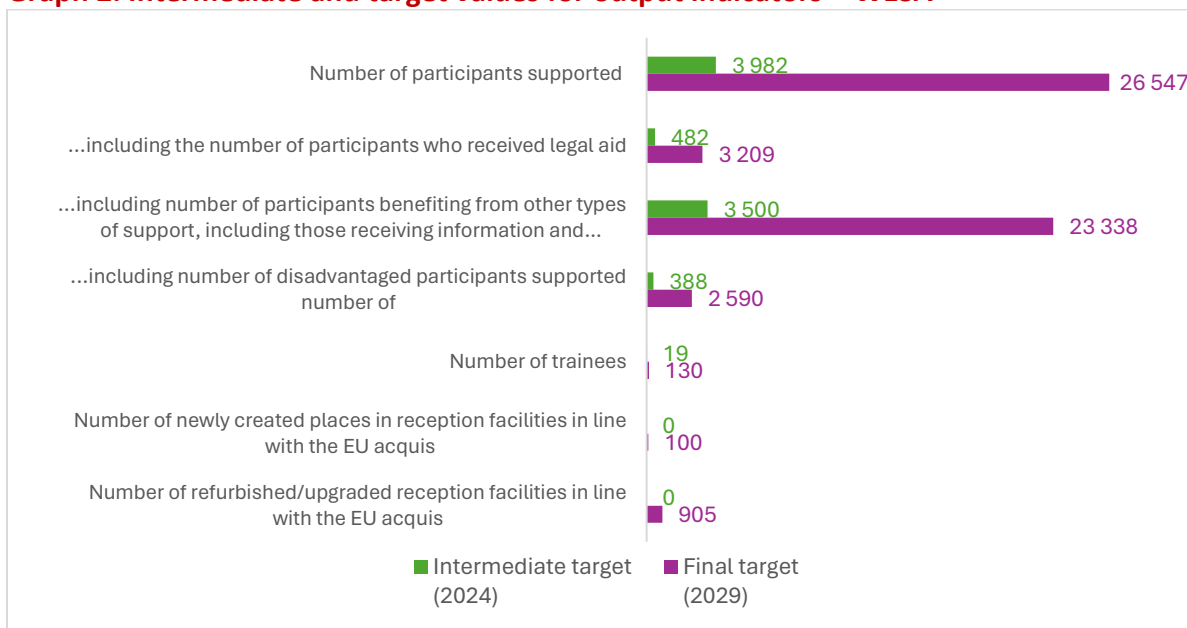 Number of participants supported
3 982
26 547
...including the number of participants who received legal aid
482
3 209
...including number of participants benefiting from other types
of support, including those receiving information and...
3 500
23 338
...including number of disadvantaged participants supported
number of
388
2 590
Number of trainees
19
130
Number of newly created places in reception facilities in line
with the EU acquis
0
100
Number of refurbished/upgraded reception facilities in line
with the EU acquis
0
905
Intermediate target
(2024)
Final target
(2029)